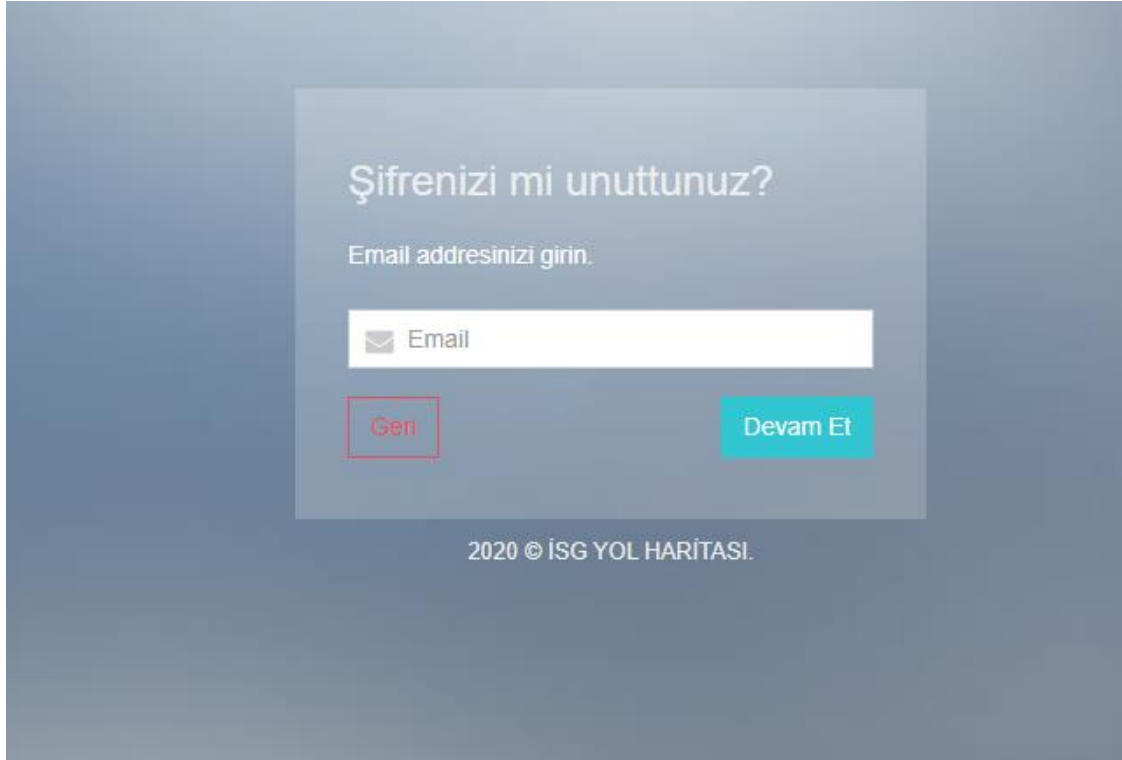 Şifrenizi mi unuttunuz?
Email addresinizi girin.
Email
Geri
Devam Et
2020 © İSG YOL HARİTASI.